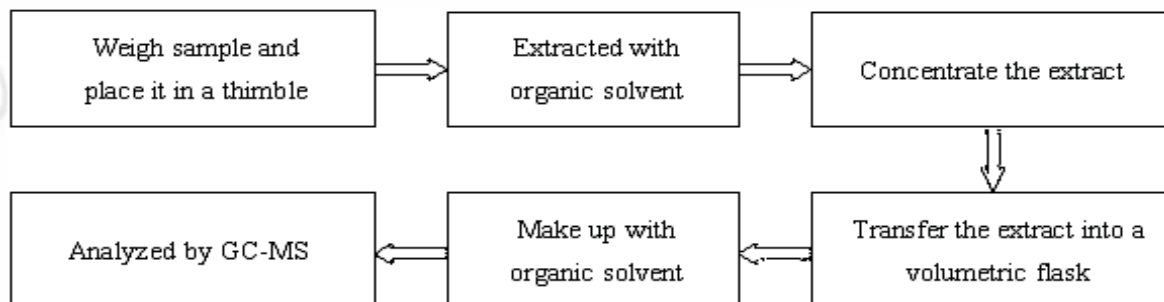 Weigh sample and
place it in a thimble
Extracted with
organic solvent
Concentrate the extract
Transfer the extract into a
volumetric flask
Make up with
organic solvent
Analyzed by GC-MS